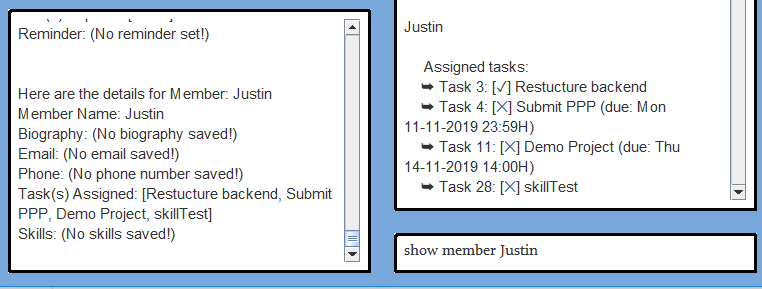 Reminder: (No reminder set!)
Here are the details for Member: Justin
Member Name: Justin
Biography: (No biography saved!)
Email: (No email saved!)
Phone: (No phone number saved!)
Task(s) Assigned: [Restucture backend, Submit
PPP, Demo Project, skillTest]
Skills: (No skills saved!)
Justin
Assigned tasks:
➥ Task 3: [✓] Restucture backend
➥ Task 4: [✕] Submit PPP (due: Mon
11-11-2019 23:59H)
➥ Task 11: [✕] Demo Project (due: Thu
14-11-2019 14:00H)
➥ Task 28: [✕] skillTest
show member Justin